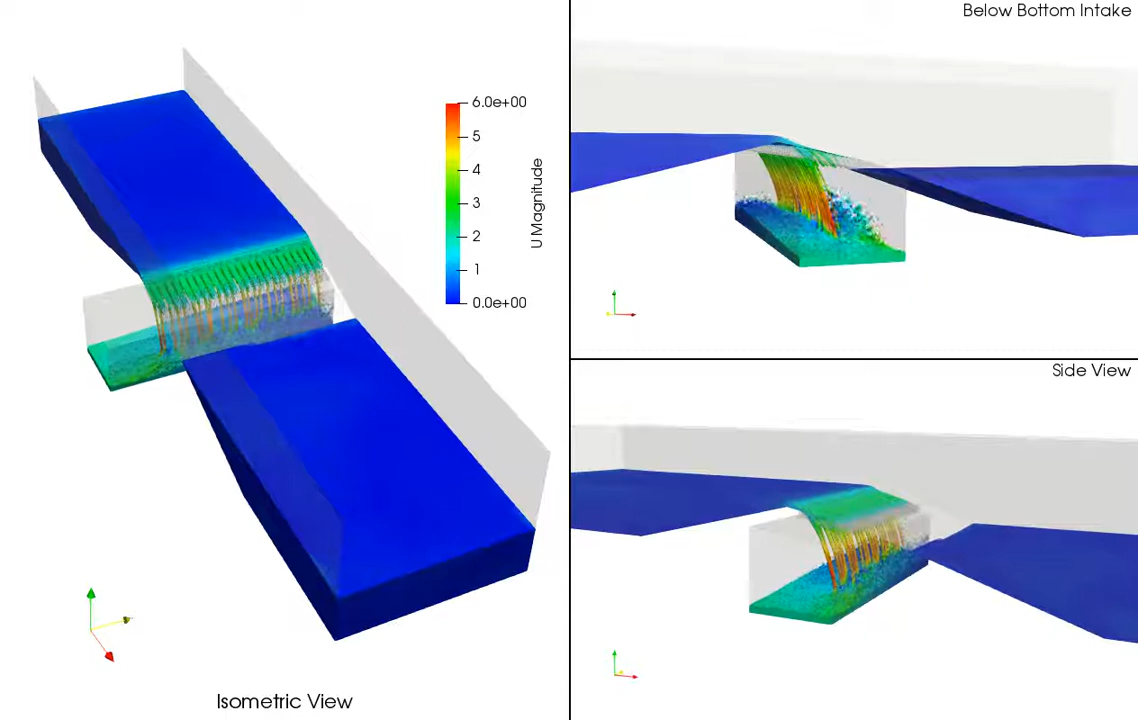 Below Bottom Intake
6.0e+00
5
4
3
2
1
0.0e+00
U Magnitude
Side View
Isometric View